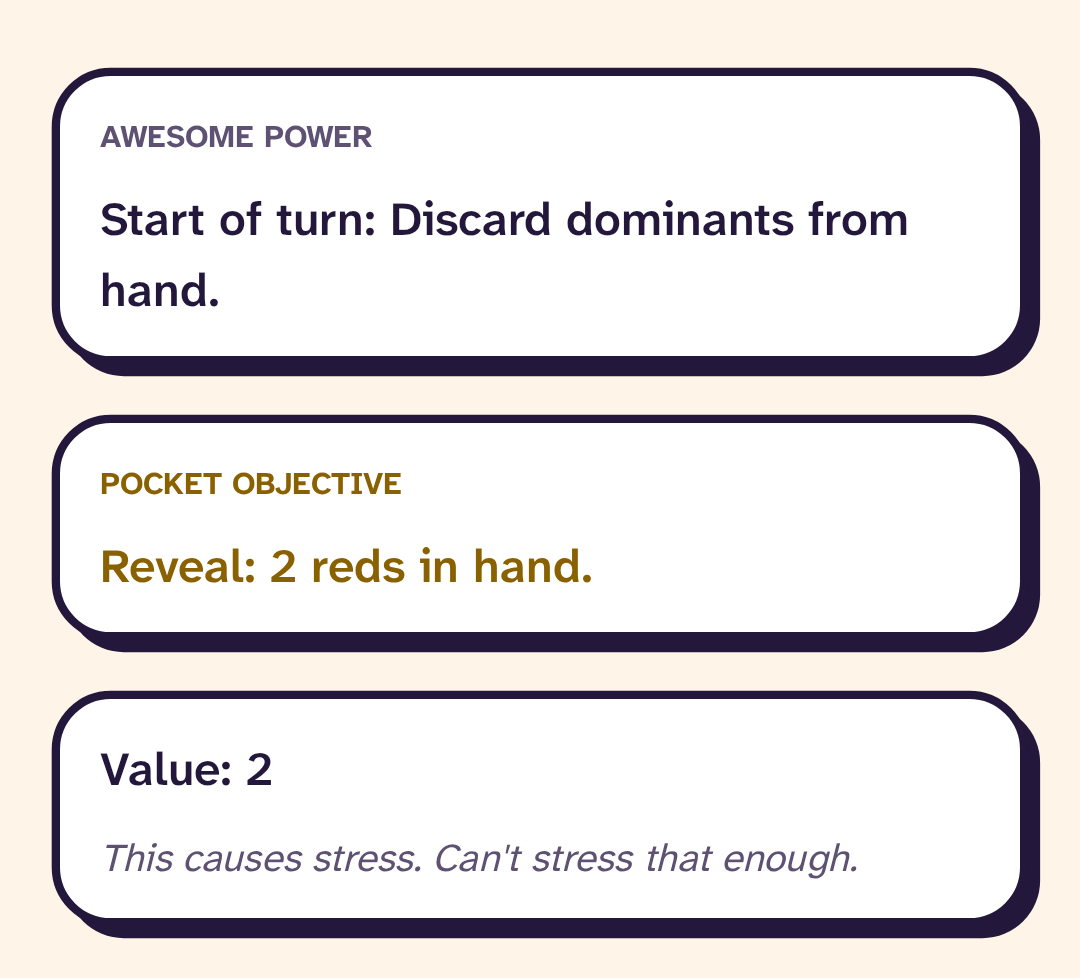 AWESOME POWER
Start of turn: Discard dominants from
hand.
POCKET OBJECTIVE
Reveal: 2 reds in hand.
Value: 2
This causes stress. Can't stress that enough.